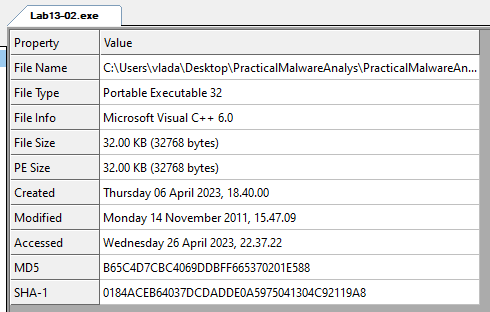 Lab13-02.exe
Property Value
File Name C:\Users\vlada\Desktop\PracticalMalwareAnalys\PracticalMalwareAn...
File Type Portable Executable 32
File Info Microsoft Visual C++ 6.0
File Size 32.00 KB (32768 bytes)
PE Size 32.00 KB (32768 bytes)
Created Thursday 06 April 2023, 18.40.00
Modified Monday 14 November 2011, 15.47.09
Accessed Wednesday 26 April 2023, 22.37.22
MD5 B65C4D7CBC4069DDBFF665370201E588
SHA-1 0184ACEB64037DCDADDE0A5975041304C92119A8